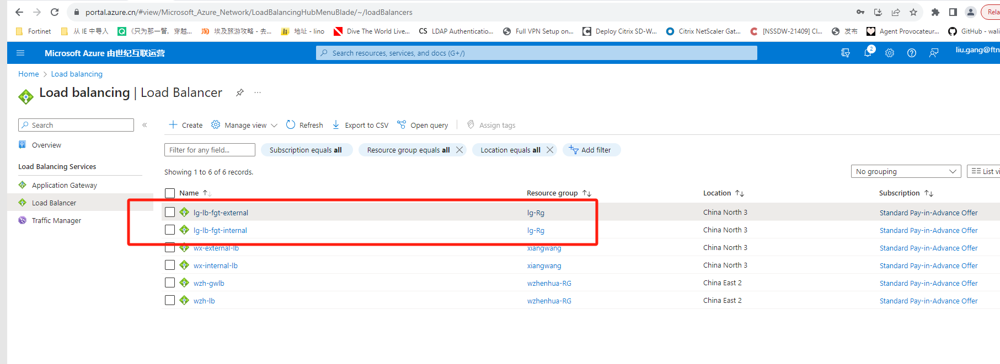 portal.azure.cn/#view/Microsoft_Azure_Network/LoadBalancingHubMenuBlade/~/loadBalancers
Rela
Fortinet 从 IE 中导入 《只为那一瞥，穿越... 埃及旅游攻略 - 去... 地址 - lino Dive The World Live... CS LDAP Authenticatio... Full VPN Setup on... Deploy Citrix SD-W... Citrix NetScaler Gat... [NSSDW-21409] Cl... 发布 Agent Provocateur... GitHub - wali
Microsoft Azure 由世纪互联运营
Search resources, services, and docs (G+/)
2
liu.gang@ftn
Home > Load balancing
Load balancing | Load Balancer ...
Search «
Create Manage view Refresh Export to CSV Open query Assign tags
Overview
Load Balancing Services
Application Gateway
Load Balancer
Traffic Manager
Filter for any field... Subscription equals all Resource group equals all Location equals all Add filter
Showing 1 to 6 of 6 records.
No grouping List vi
Name Resource group Location Subscription
lg-lb-fgt-external lg-Rg China North 3 Standard Pay-in-Advance Offer
lg-lb-fgt-internal lg-Rg China North 3 Standard Pay-in-Advance Offer
wx-external-lb xiangwang China North 3 Standard Pay-in-Advance Offer
wx-internal-lb xiangwang China North 3 Standard Pay-in-Advance Offer
wzh-gwlb wzhenhua-RG China East 2 Standard Pay-in-Advance Offer
wzh-lb wzhenhua-RG China East 2 Standard Pay-in-Advance Offer